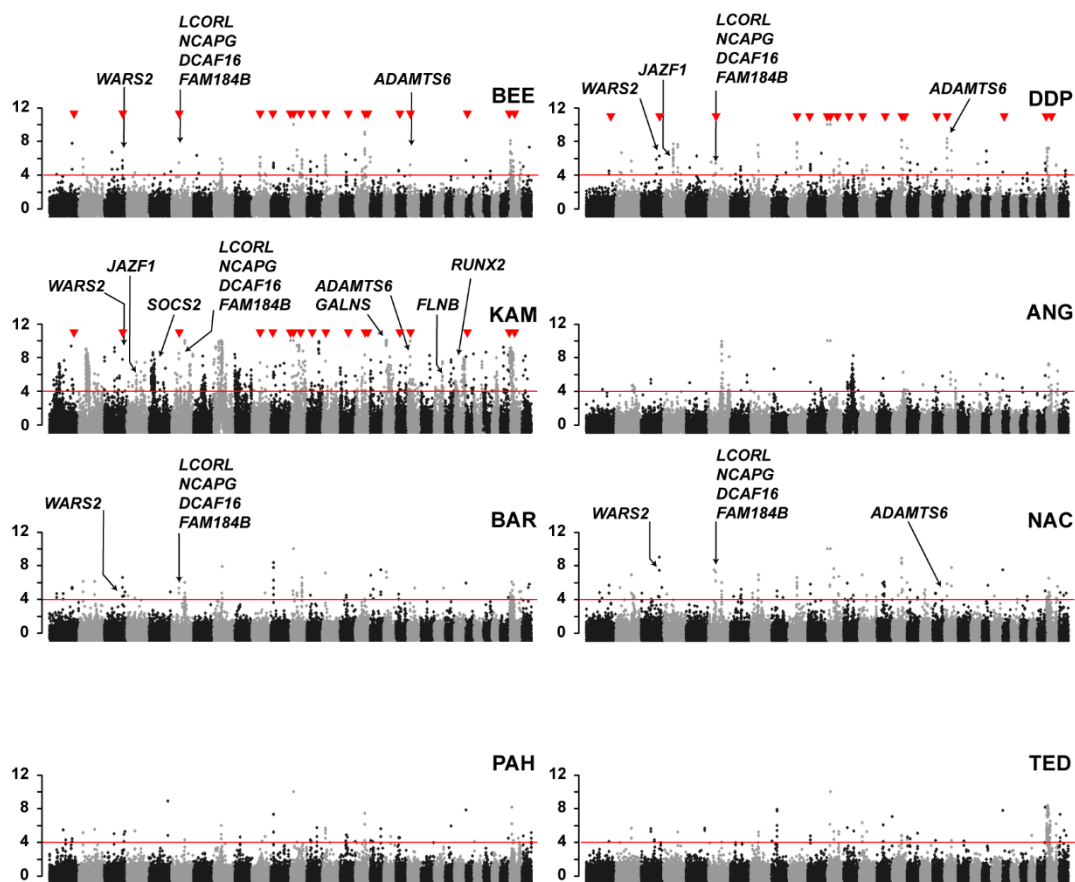 LCORL
NCAPG
DCAF16
FAM184B
WARS2
ADAMTS6
BEE
12
8
4
0
LCORL
NCAPG
DCAF16
FAM184B
JAZF1
WARS2
ADAMTS6
DDP
12
8
4
0
LCORL
NCAPG
DCAF16
FAM184B
JAZF1
WARS2
SOCS2
ADAMTS6
GALNS
FLNB
RUNX2
KAM
12
8
4
0
ANG
12
8
4
0
LCORL
NCAPG
DCAF16
FAM184B
WARS2
BAR
12
8
4
0
LCORL
NCAPG
DCAF16
FAM184B
WARS2
ADAMTS6
NAC
12
8
4
0
PAH
12
8
4
0
TED
12
8
4
0